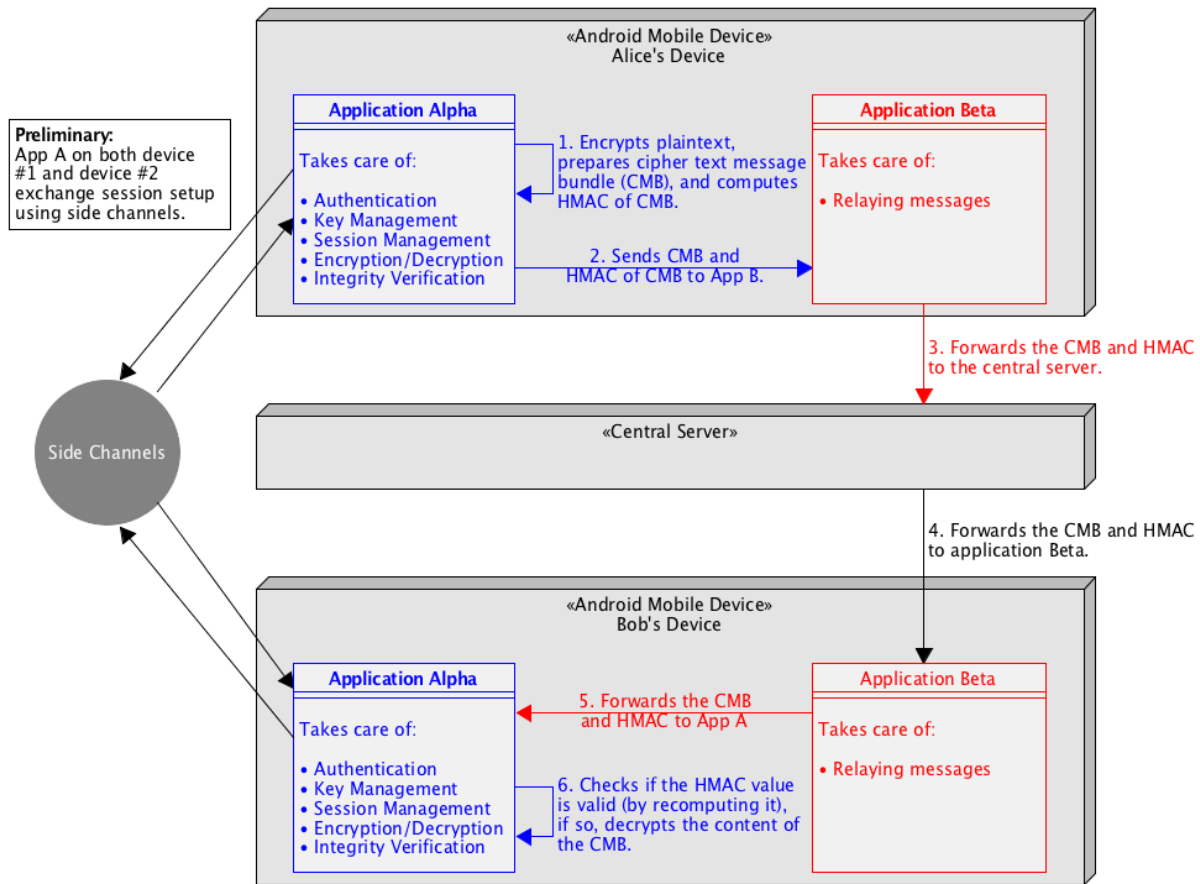 «Android Mobile Device»
Alice's Device
Preliminary:
App A on both device
#1 and device #2
exchange session setup
using side channels.
Application Alpha
Takes care of:
• Authentication
• Key Management
• Session Management
• Encryption/Decryption
• Integrity Verification
1. Encrypts plaintext,
prepares cipher text message
bundle (CMB), and computes
HMAC of CMB.
2. Sends CMB and
HMAC of CMB to App B.
Application Beta
Takes care of:
• Relaying messages
3. Forwards the CMB and HMAC
to the central server.
«Central Server»
Side Channels
4. Forwards the CMB and HMAC
to application Beta.
«Android Mobile Device»
Bob's Device
Application Alpha
Takes care of:
• Authentication
• Key Management
• Session Management
• Encryption/Decryption
• Integrity Verification
5. Forwards the CMB
and HMAC to App A
6. Checks if the HMAC value
is valid (by recomputing it),
if so, decrypts the content of
the CMB.
Application Beta
Takes care of:
• Relaying messages